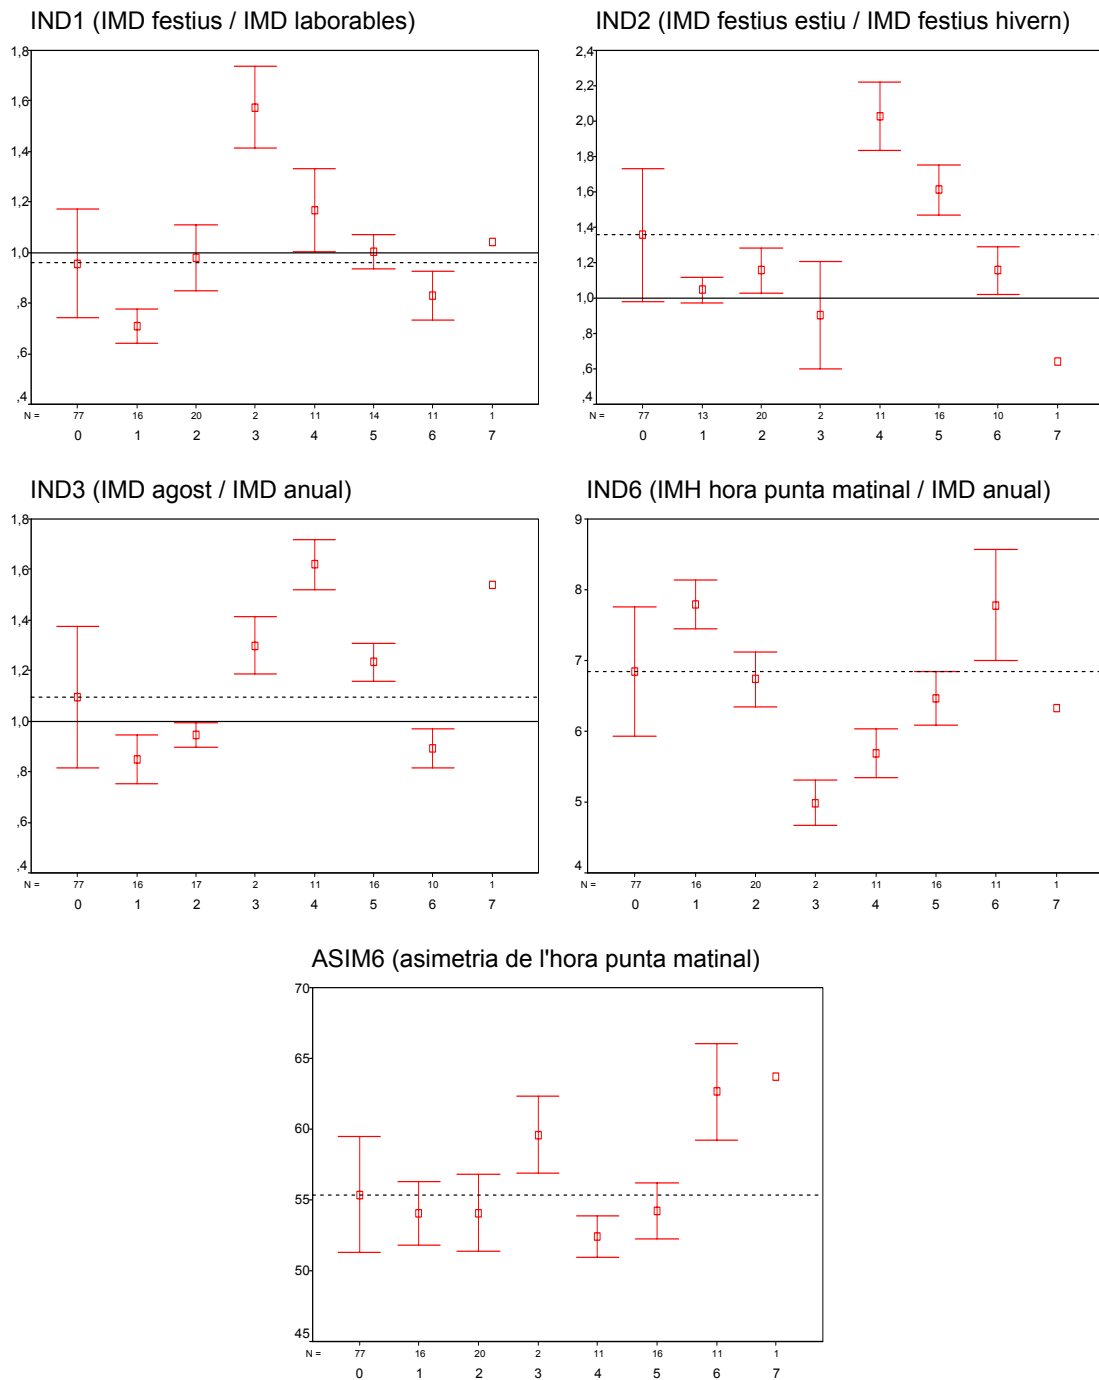 IND1 (IMD festius / IMD laborables)
1,8
1,6
1,4
1,2
1,0
,8
,6
,4
N = 77 16 20 2 11 14 11 1
0 1 2 3 4 5 6 7
IND2 (IMD festius estiu / IMD festius hivern)
2,4
2,2
2,0
1,8
1,6
1,4
1,2
1,0
,8
,6
,4
N = 77 13 20 2 11 16 10 1
0 1 2 3 4 5 6 7
IND3 (IMD agost / IMD anual)
1,8
1,6
1,4
1,2
1,0
,8
,6
,4
N = 77 16 17 2 11 16 10 1
0 1 2 3 4 5 6 7
IND6 (IMH hora punta matinal / IMD anual)
9
8
7
6
5
4
N = 77 16 20 2 11 16 11 1
0 1 2 3 4 5 6 7
ASIM6 (asimetria de l'hora punta matinal)
70
65
60
55
50
45
N = 77 16 20 2 11 16 11 1
0 1 2 3 4 5 6 7